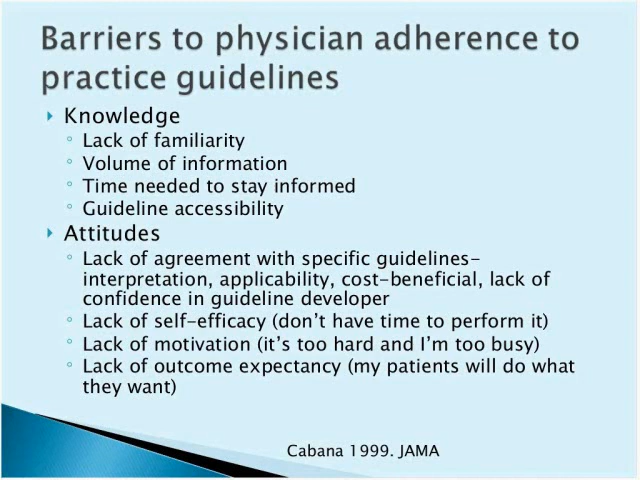 Barriers to physician adherence to
practice guidelines
Knowledge
Lack of familiarity
Volume of information
Time needed to stay informed
Guideline accessibility
Attitudes
Lack of agreement with specific guidelines-
interpretation, applicability, cost-beneficial, lack of
confidence in guideline developer
Lack of self-efficacy (don't have time to perform it)
Lack of motivation (it's too hard and I'm too busy)
Lack of outcome expectancy (my patients will do what
they want)
Cabana 1999. JAMA